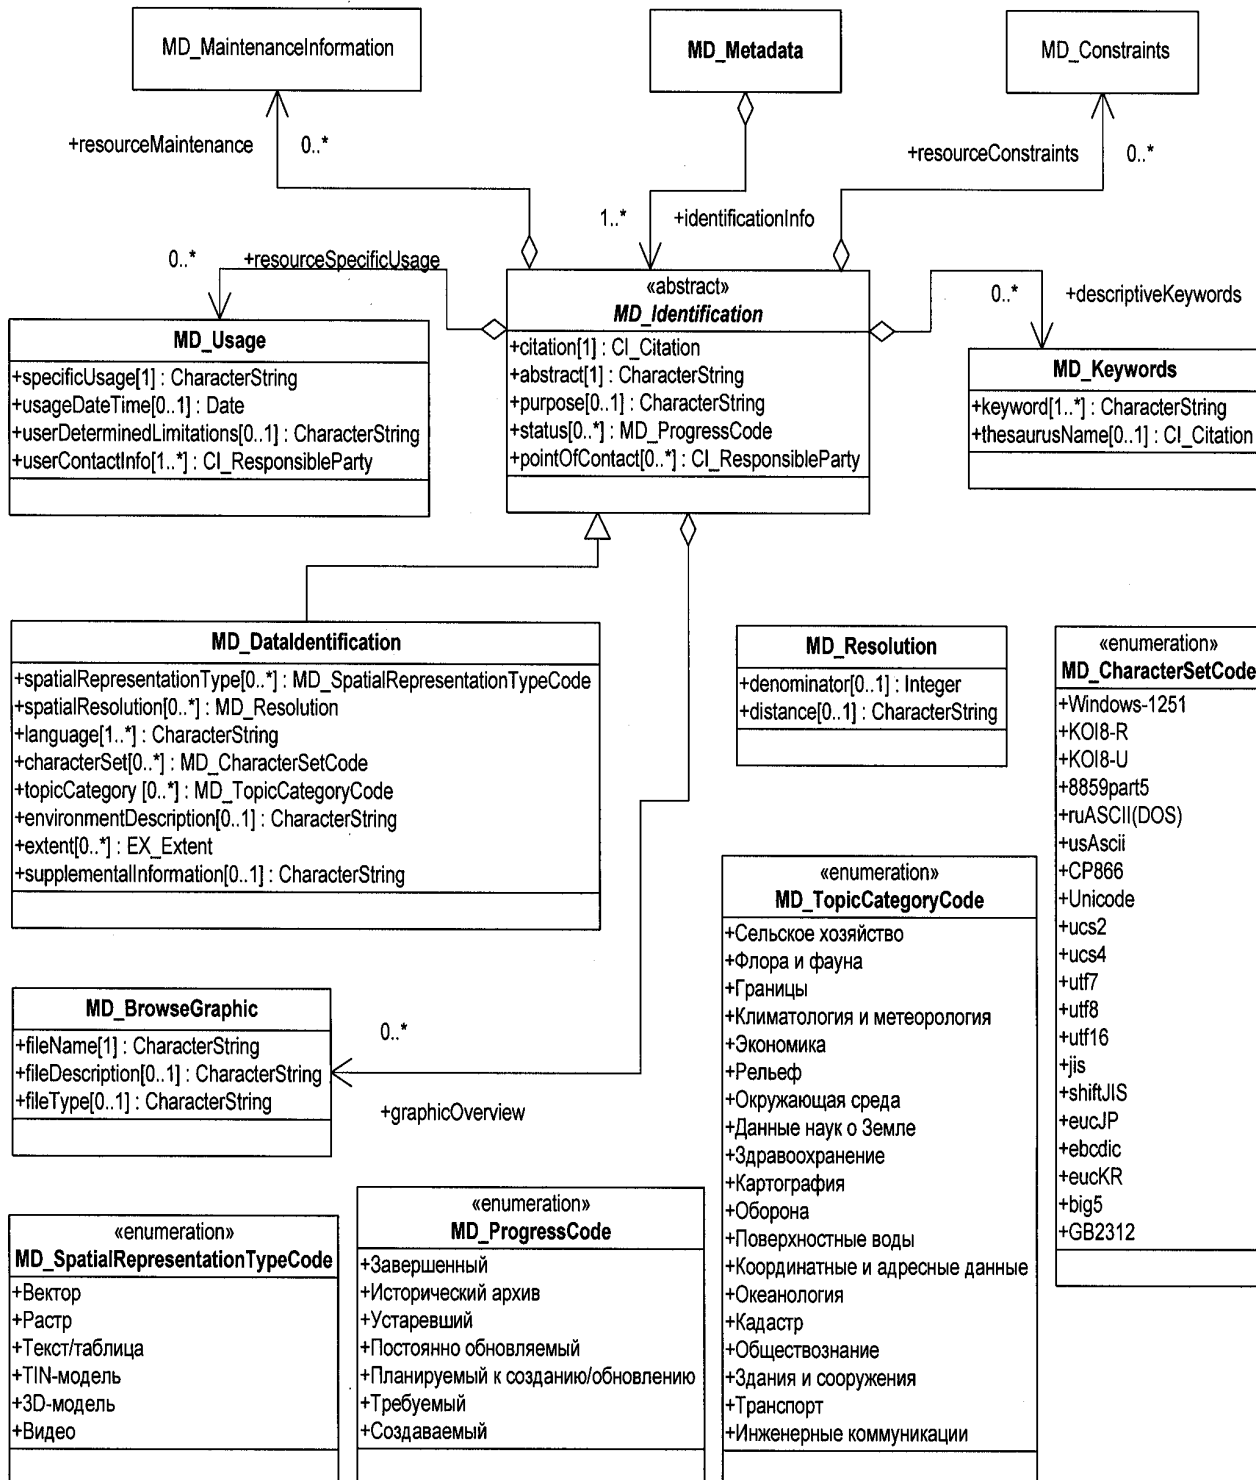 MD_MaintenanceInformation
MD_Metadata
MD_Constraints
+resourceMaintenance
0..*
+resourceConstraints
0..*
1..*
+identificationInfo
0..*
+resourceSpecificUsage
0..*
+descriptiveKeywords
«abstract»
MD_Identification
+citation[1] : CI_Citation
+abstract[1] : CharacterString
+purpose[0..1] : CharacterString
+status[0..*] : MD_ProgressCode
+pointOfContact[0..*] : CI_ResponsibleParty
MD_Usage
+specificUsage[1] : CharacterString
+usageDateTime[0..1] : Date
+userDeterminedLimitations[0..1] : CharacterString
+userContactInfo[1..*] : CI_ResponsibleParty
MD_Keywords
+keyword[1..*] : CharacterString
+thesaurusName[0..1] : CI_Citation
MD_DataIdentification
+spatialRepresentationType[0..*] : MD_SpatialRepresentationTypeCode
+spatialResolution[0..*] : MD_Resolution
+language[1..*] : CharacterString
+characterSet[0..*] : MD_CharacterSetCode
+topicCategory [0..*] : MD_TopicCategoryCode
+environmentDescription[0..1] : CharacterString
+extent[0..*] : EX_Extent
+supplementalInformation[0..1] : CharacterString
MD_Resolution
+denominator[0..1] : Integer
+distance[0..1] : CharacterString
«enumeration»
MD_CharacterSetCode
+Windows-1251
+KOI8-R
+KOI8-U
+8859part5
+ruASCII(DOS)
+usAscii
+CP866
+Unicode
+ucs2
+ucs4
+utf7
+utf8
+utf16
+jis
+shiftJIS
+eucJP
+ebcdic
+eucKR
+big5
+GB2312
«enumeration»
MD_TopicCategoryCode
+Сельское хозяйство
+Флора и фауна
+Границы
+Климатология и метеорология
+Экономика
+Рельеф
+Окружающая среда
+Данные наук о Земле
+Здравоохранение
+Картография
+Оборона
+Поверхностные воды
+Координатные и адресные данные
+Океанология
+Кадастр
+Обществознание
+Здания и сооружения
+Транспорт
+Инженерные коммуникации
MD_BrowseGraphic
+fileName[1] : CharacterString
+fileDescription[0..1] : CharacterString
+fileType[0..1] : CharacterString
0..*
+graphicOverview
«enumeration»
MD_SpatialRepresentationTypeCode
+Вектор
+Растр
+Текст/таблица
+TIN-модель
+3D-модель
+Видео
«enumeration»
MD_ProgressCode
+Завершенный
+Исторический архив
+Устаревший
+Постоянно обновляемый
+Планируемый к созданию/обновлению
+Требуемый
+Создаваемый